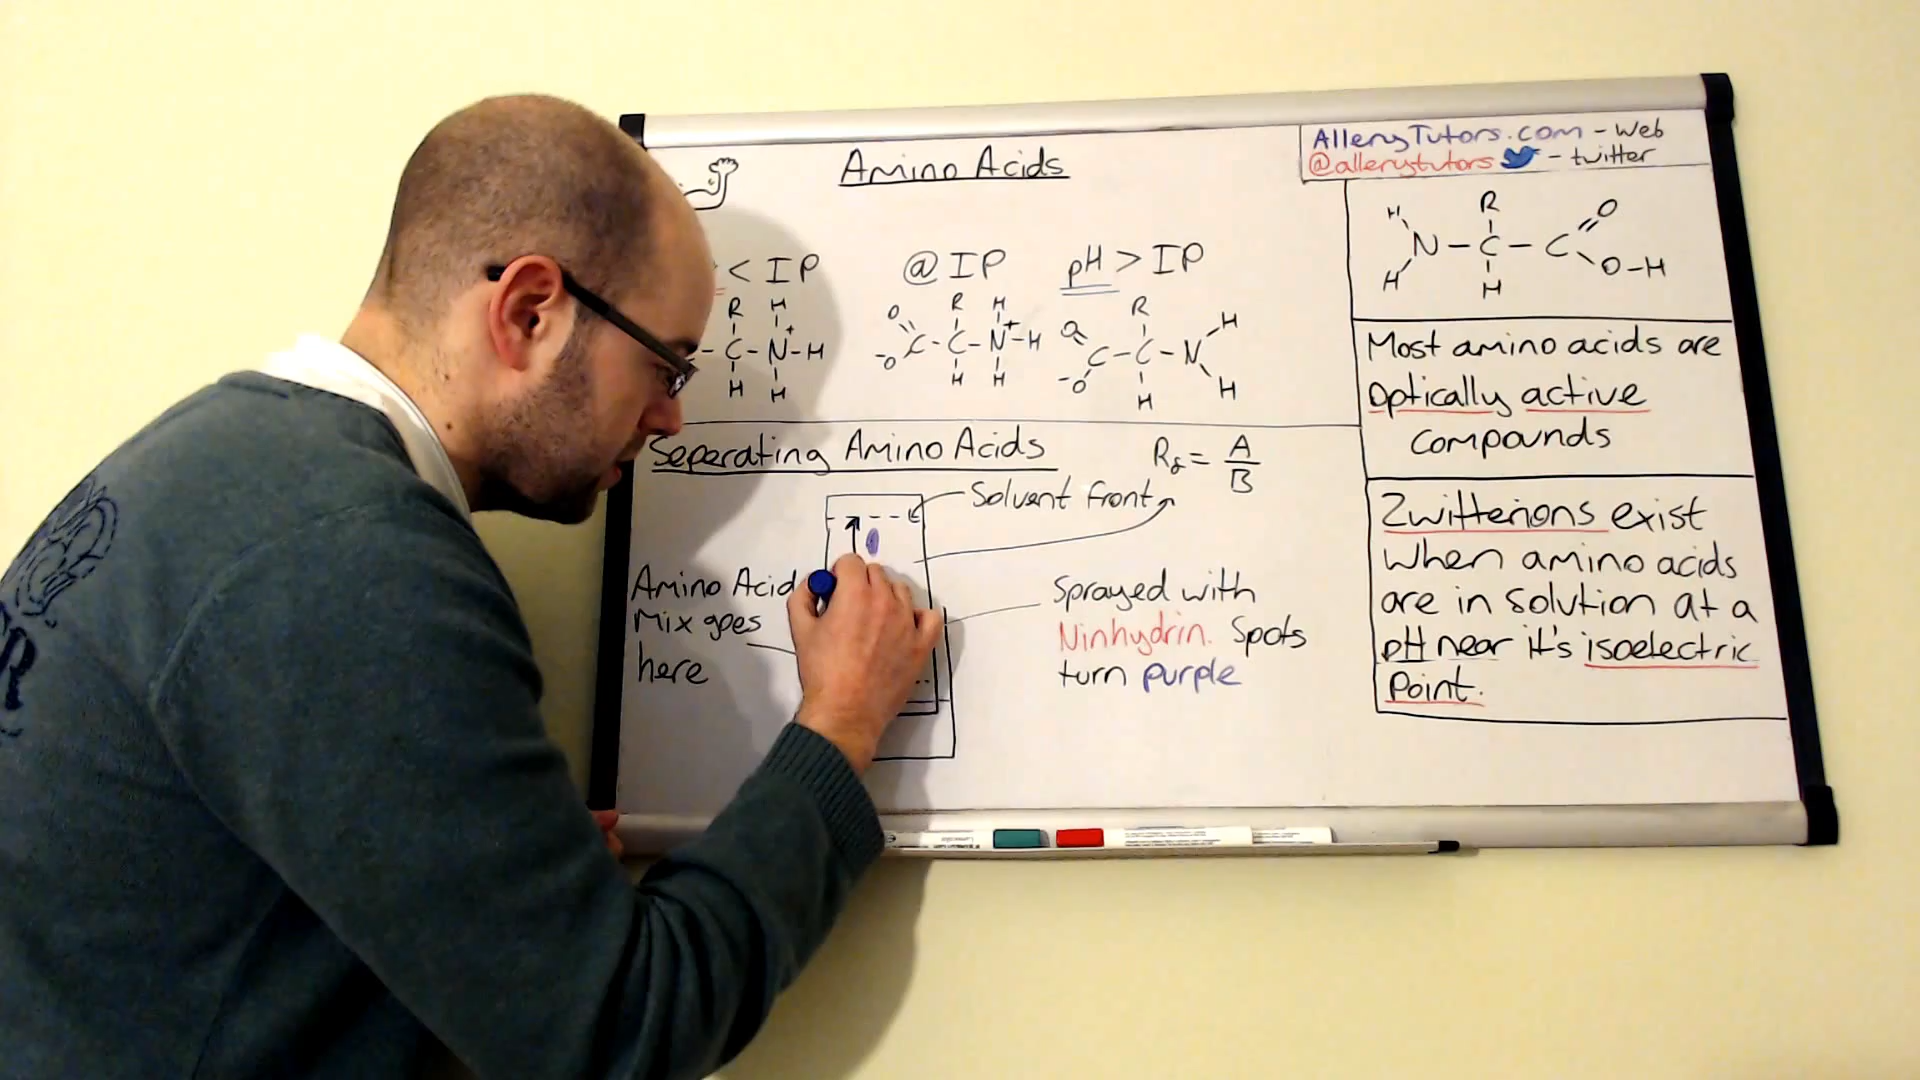 Amino Acids
AlleryTutors.com - Web
@allerytutors - twitter
< IP
@ IP
pH > IP
R H
C - N+ - H
H H
O R H
C - C - N+ - H
-O H H
R H
O
C - C - N
-O H H
H R O
N - C - C
H H O - H
Most amino acids are
optically active
compounds
Seperating Amino Acids
Rf = A
B
Solvent front
Amino Acid
Mix goes
here
Sprayed with
Ninhydrin. Spots
turn purple
Zwitterions exist
When amino acids
are in solution at a
pH near it's isoelectric
Point.